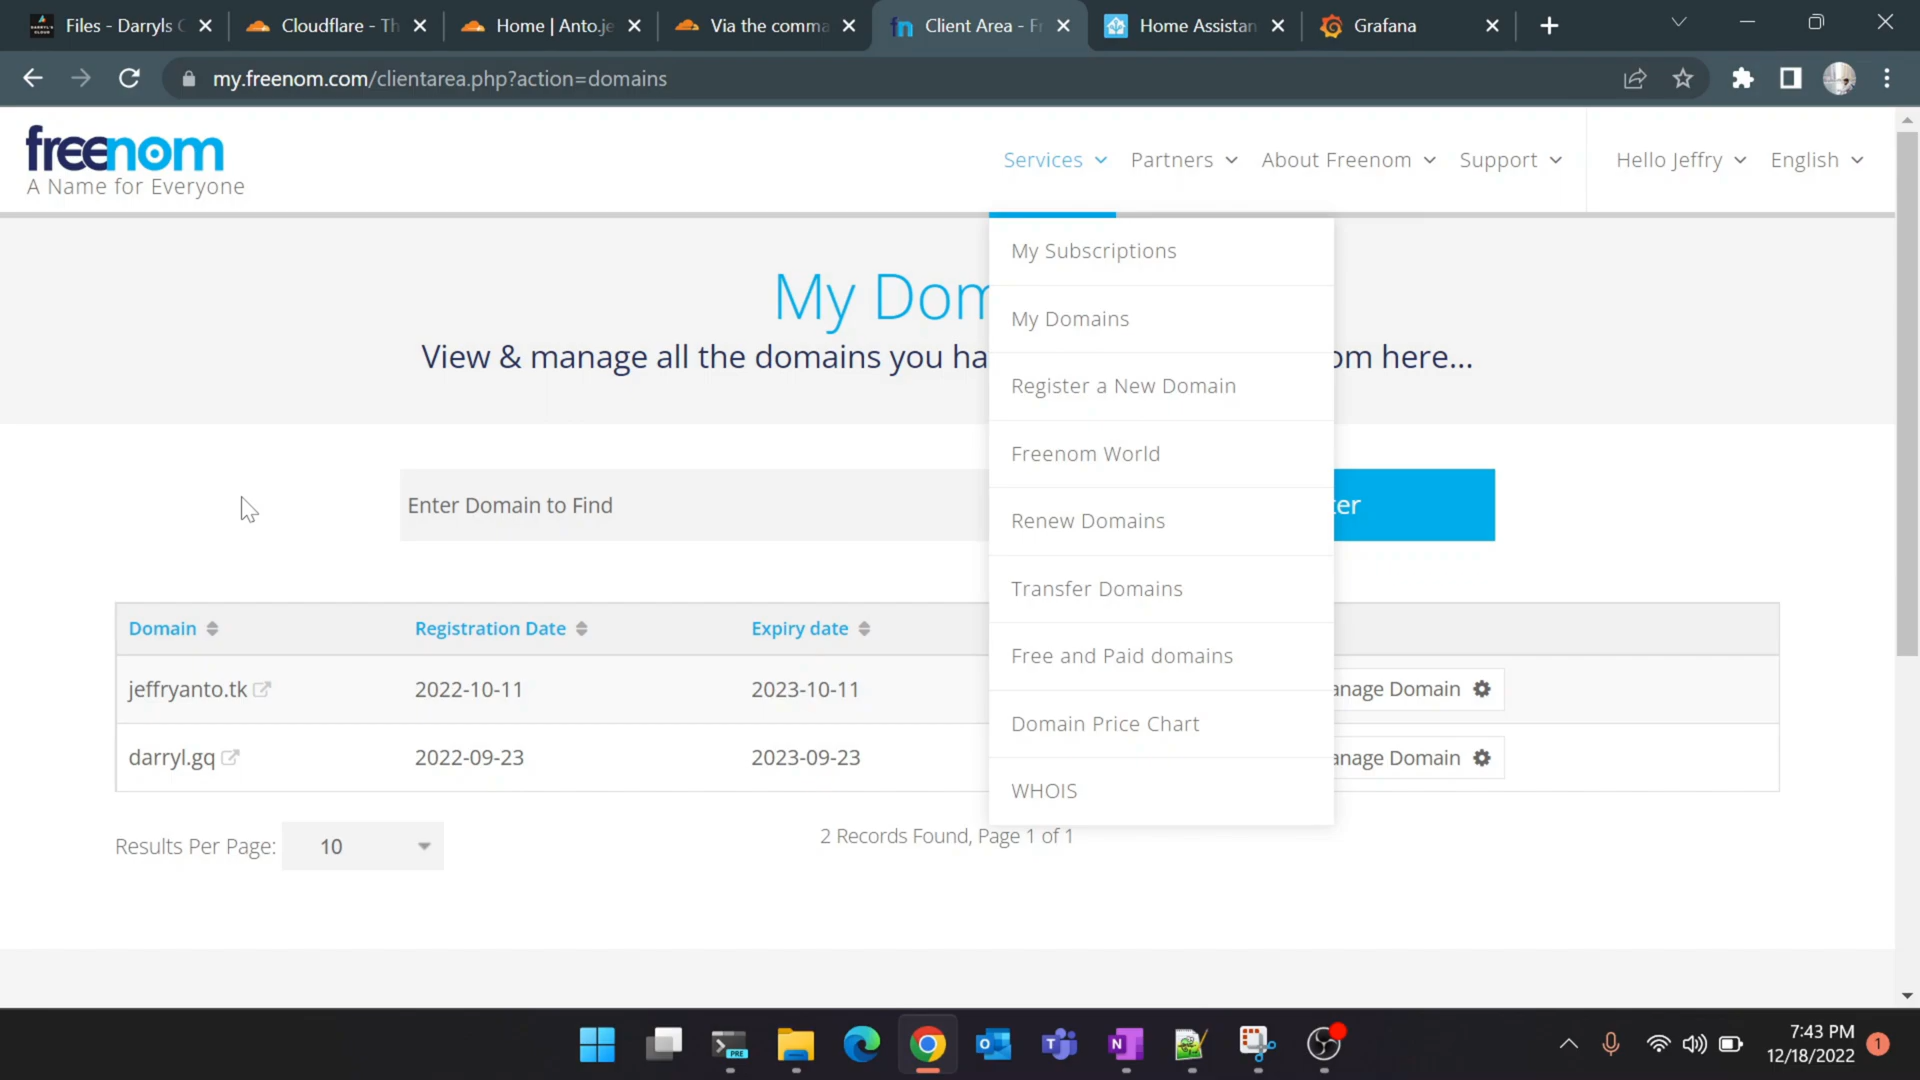 Files - Darryls C
Cloudflare - Th
Home | Anto.je
Via the comma
Client Area - Fr
Home Assistan
Grafana
my.freenom.com/clientarea.php?action=domains
freenom
A Name for Everyone
Services
Partners
About Freenom
Support
Hello Jeffry
English
My Subscriptions
My Domains
Register a New Domain
Freenom World
Renew Domains
Transfer Domains
Free and Paid domains
Domain Price Chart
WHOIS
My Dom
View & manage all the domains you ha
om here...
Enter Domain to Find
ter
Domain
Registration Date
Expiry date
jeffryanto.tk
2022-10-11
2023-10-11
anage Domain
darryl.gq
2022-09-23
2023-09-23
anage Domain
Results Per Page:
10
2 Records Found, Page 1 of 1
PRE
7:43 PM
12/18/2022
1